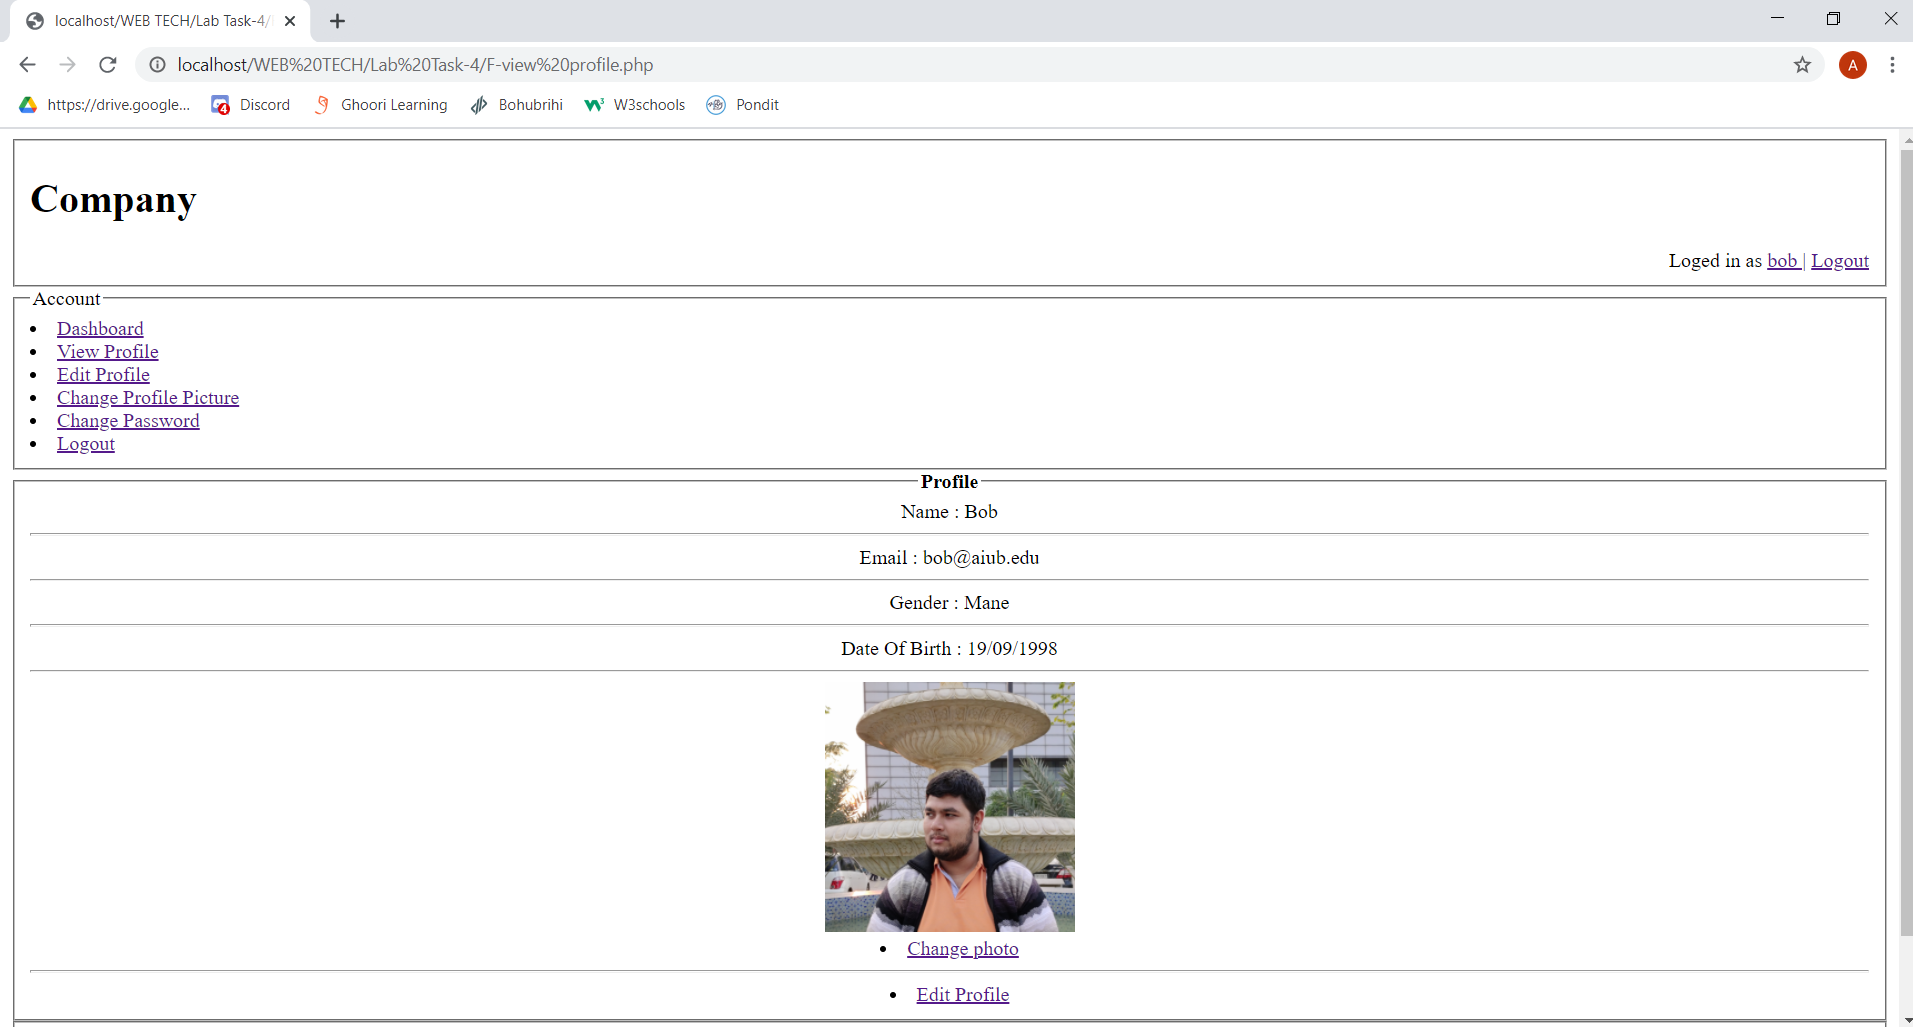 localhost/WEB TECH/Lab Task-4/
localhost/WEB%20TECH/Lab%20Task-4/F-view%20profile.php
A
https://drive.google... 4 Discord Ghoori Learning Bohubrihi W3schools Pondit
Company
Loged in as bob | Logout
Account
Dashboard
View Profile
Edit Profile
Change Profile Picture
Change Password
Logout
Profile
Name : Bob
Email : bob@aiub.edu
Gender : Mane
Date Of Birth : 19/09/1998
Change photo
Edit Profile